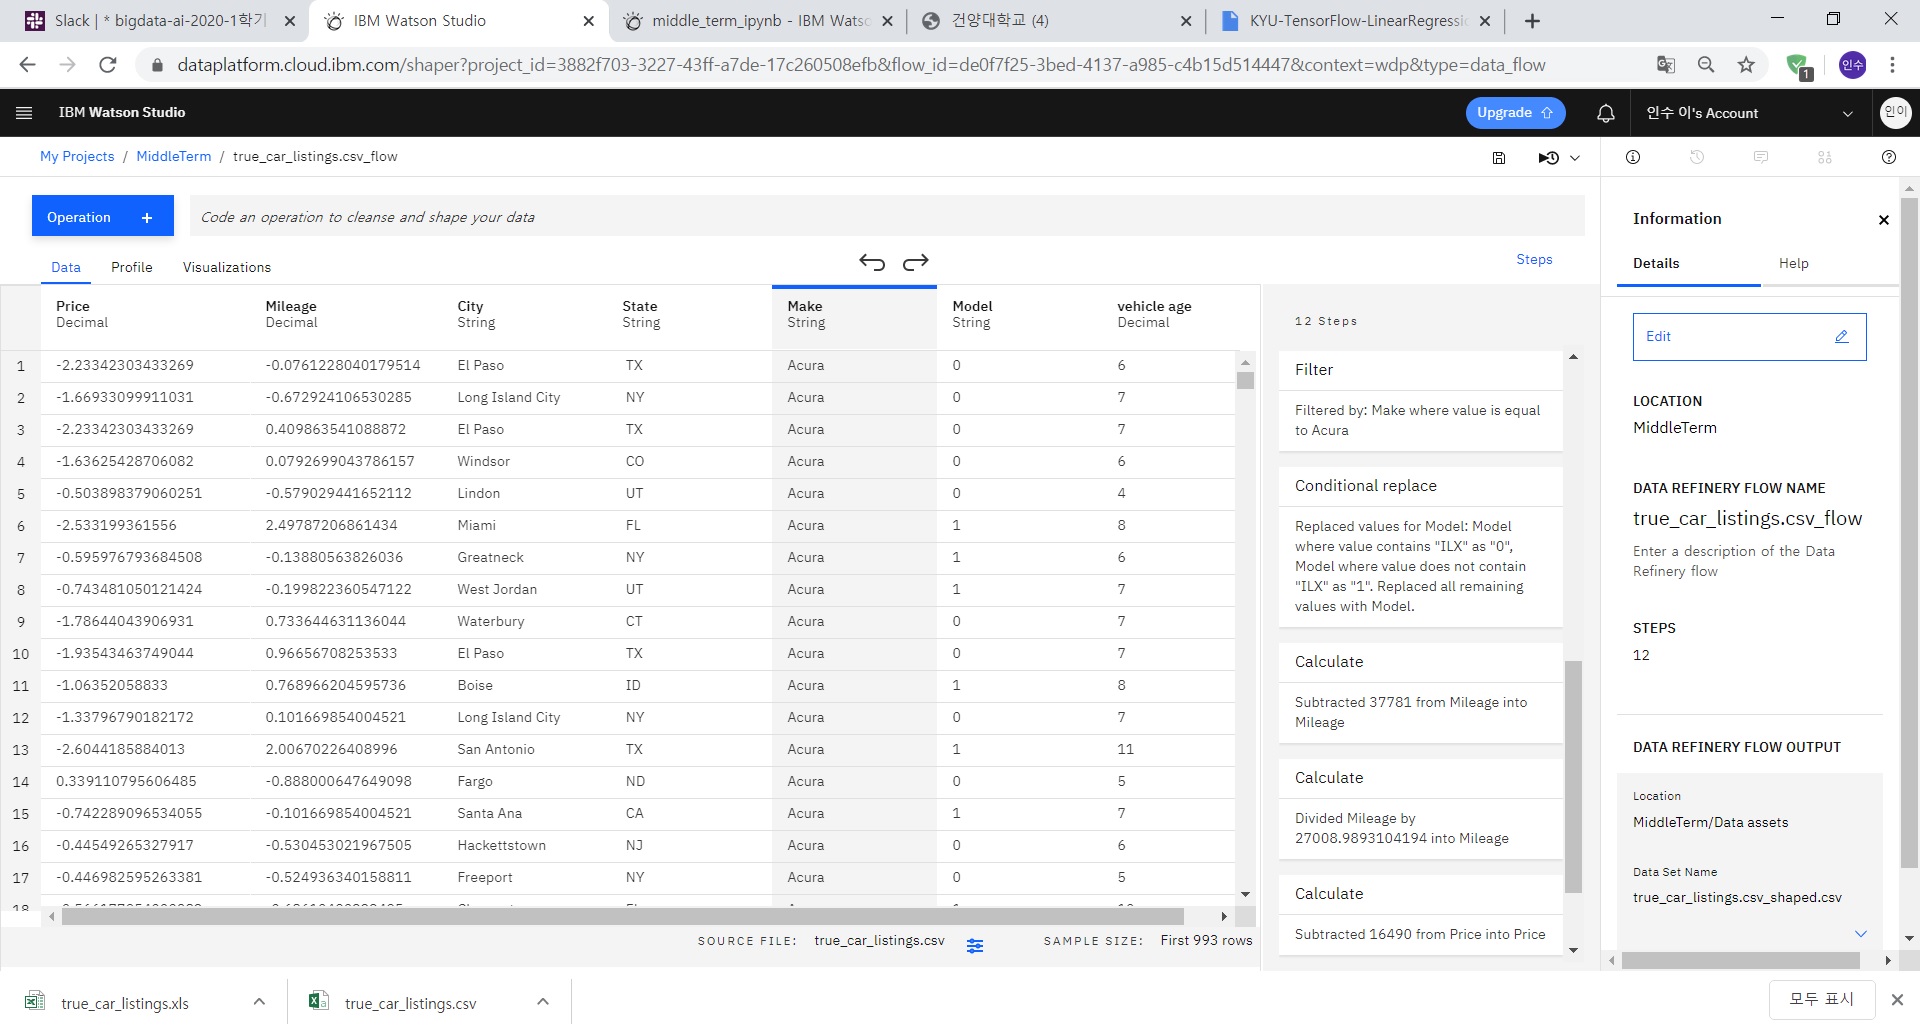 Slack | * bigdata-ai-2020-1학기
IBM Watson Studio
middle_term_ipynb - IBM Wats
건양대학교 (4)
KYU-TensorFlow-LinearRegressi
dataplatform.cloud.ibm.com/shaper?project_id=3882f703-3227-43ff-a7de-17c260508efb&flow_id=de0f7f25-3bed-4137-a985-c4b15d514447&context=wdp&type=data_flow
1
인수
IBM Watson Studio
Upgrade
인수 이's Account
인이
My Projects / MiddleTerm / true_car_listings.csv_flow
Operation +
Code an operation to cleanse and shape your data
Data Profile Visualizations
Steps
Price Mileage City State Make Model vehicle age
Decimal Decimal String String String String Decimal
1 -2.23342303433269 -0.0761228040179514 El Paso TX Acura 0 6
2 -1.66933099911031 -0.672924106530285 Long Island City NY Acura 0 7
3 -2.23342303433269 0.409863541088872 El Paso TX Acura 0 7
4 -1.63625428706082 0.0792699043786157 Windsor CO Acura 0 6
5 -0.503898379060251 -0.579029441652112 Lindon UT Acura 0 4
6 -2.533199361556 2.49787206861434 Miami FL Acura 1 8
7 -0.595976793684508 -0.13880563826036 Greatneck NY Acura 1 6
8 -0.743481050121424 -0.199822360547122 West Jordan UT Acura 1 7
9 -1.78644043906931 0.733644631136044 Waterbury CT Acura 0 7
10 -1.93543463749044 0.96656708253533 El Paso TX Acura 0 7
11 -1.06352058833 0.768966204595736 Boise ID Acura 1 8
12 -1.33796790182172 0.101669854004521 Long Island City NY Acura 0 7
13 -2.6044185884013 2.00670226408996 San Antonio TX Acura 1 11
14 0.339110795606485 -0.888000647649098 Fargo ND Acura 0 5
15 -0.742289096534055 -0.101669854004521 Santa Ana CA Acura 1 7
16 -0.44549265327917 -0.530453021967505 Hackettstown NJ Acura 0 6
17 -0.446982595263381 -0.524936340158811 Freeport NY Acura 0 5
18
SOURCE FILE: true_car_listings.csv
SAMPLE SIZE: First 993 rows
12 Steps
Filter
Filtered by: Make where value is equal
to Acura
Conditional replace
Replaced values for Model: Model
where value contains "ILX" as "0",
Model where value does not contain
"ILX" as "1". Replaced all remaining
values with Model.
Calculate
Subtracted 37781 from Mileage into
Mileage
Calculate
Divided Mileage by
27008.9893104194 into Mileage
Calculate
Subtracted 16490 from Price into Price
Information
Details Help
Edit
LOCATION
MiddleTerm
DATA REFINERY FLOW NAME
true_car_listings.csv_flow
Enter a description of the Data
Refinery flow
STEPS
12
DATA REFINERY FLOW OUTPUT
Location
MiddleTerm/Data assets
Data Set Name
true_car_listings.csv_shaped.csv
true_car_listings.xls
true_car_listings.csv
모두 표시